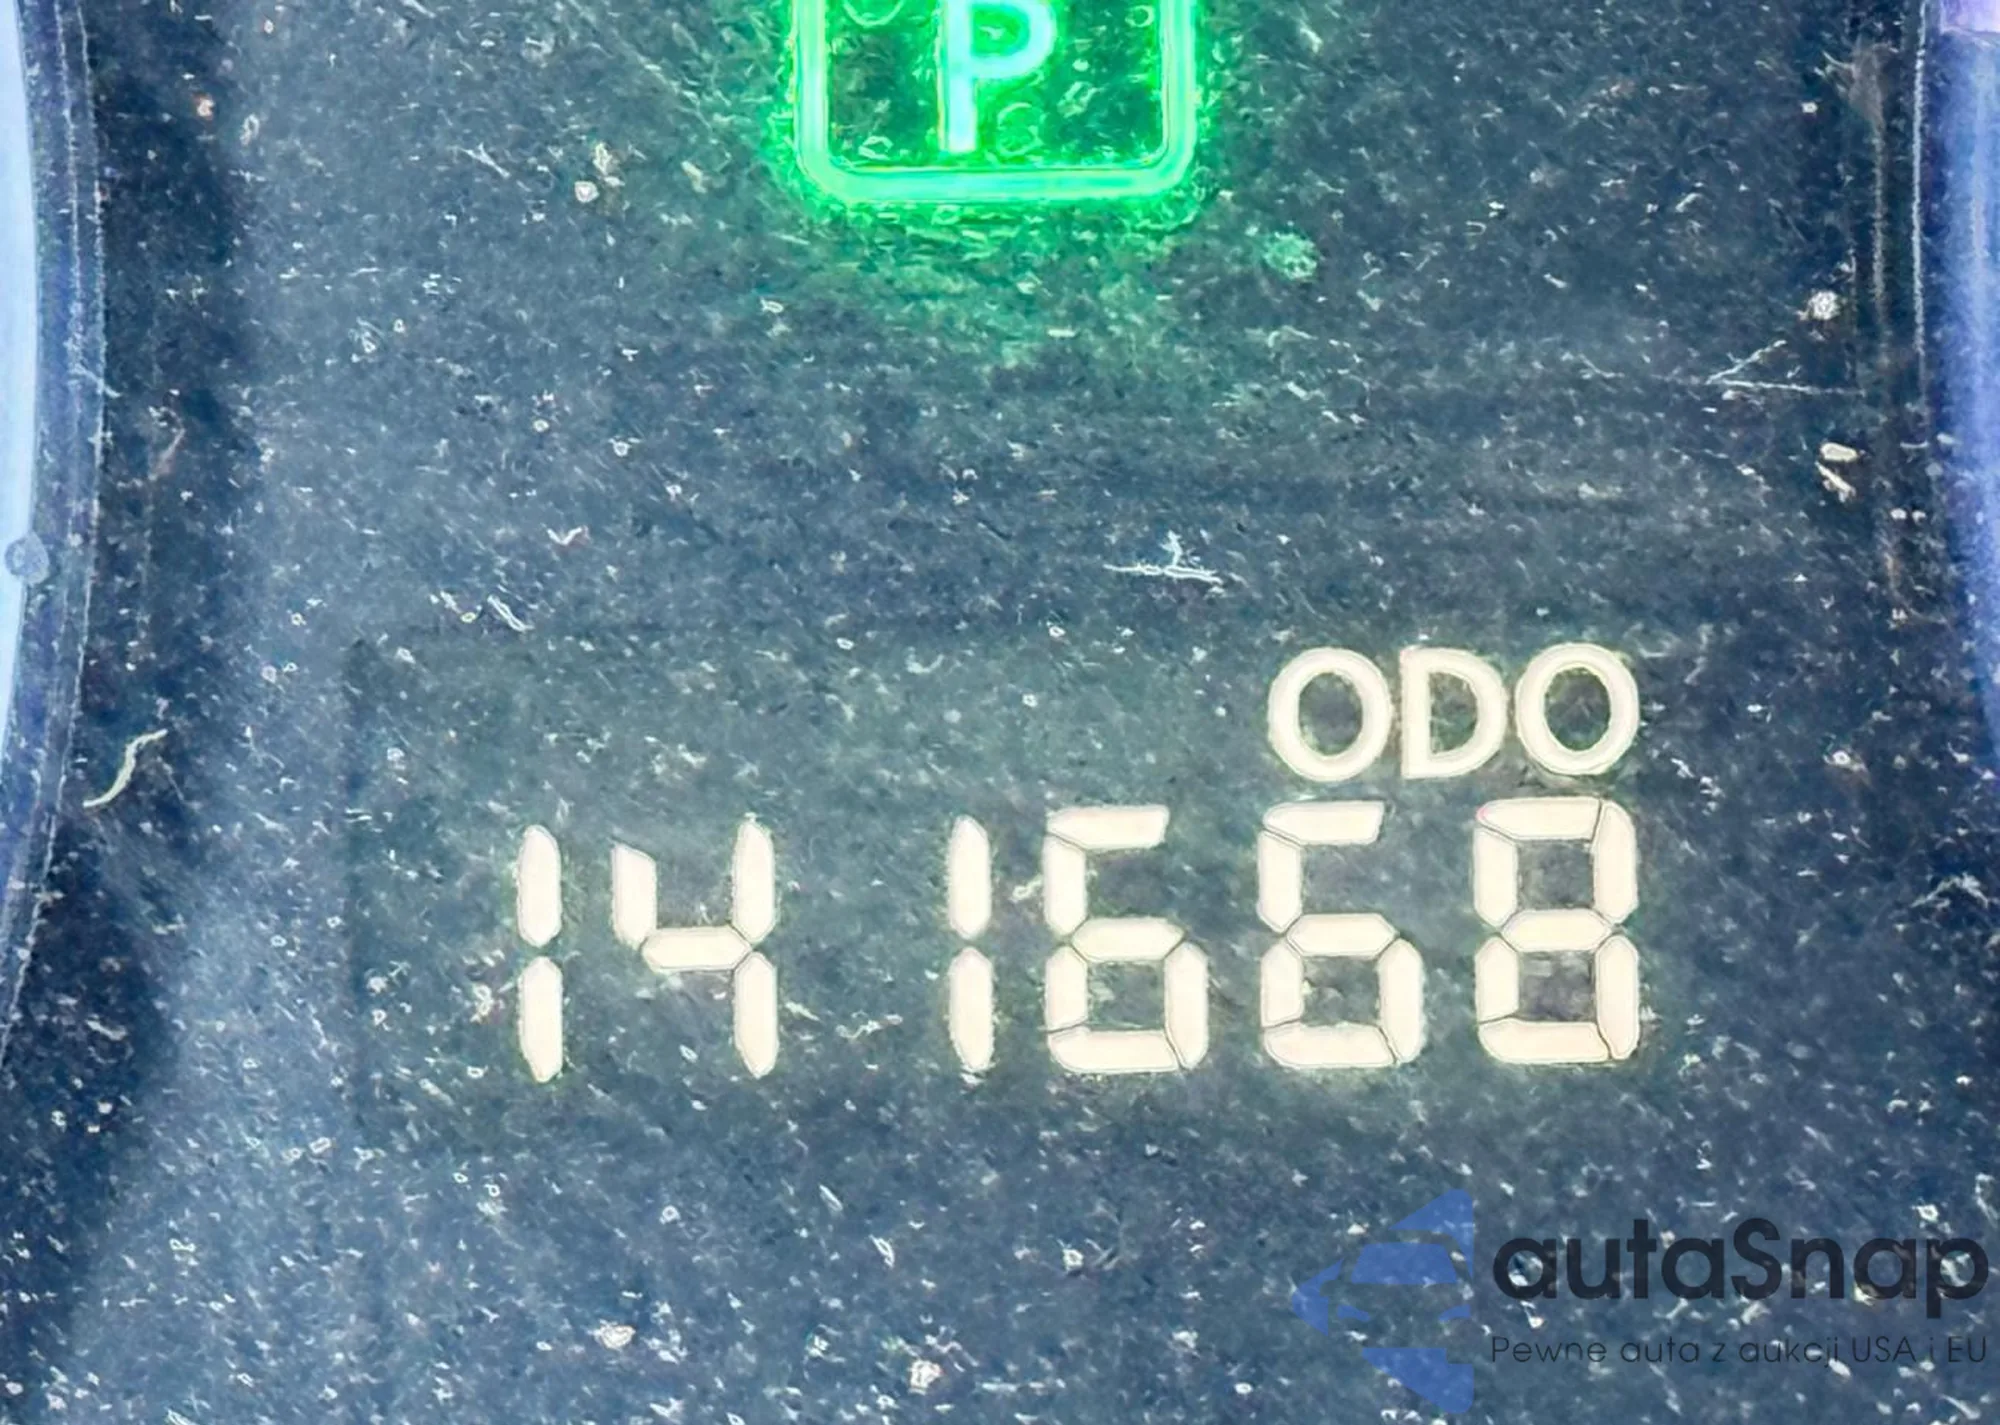 P
ODO
141668
autaSnap
Pewne auta z aukcji USA i EU